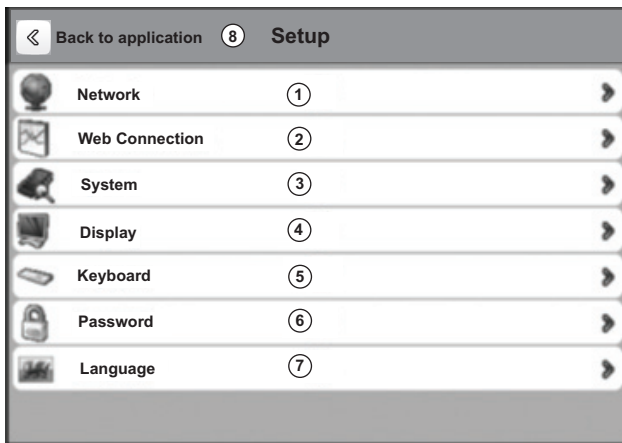 Back to application 8 Setup
Network 1
Web Connection 2
System 3
Display 4
Keyboard 5
Password 6
Language 7